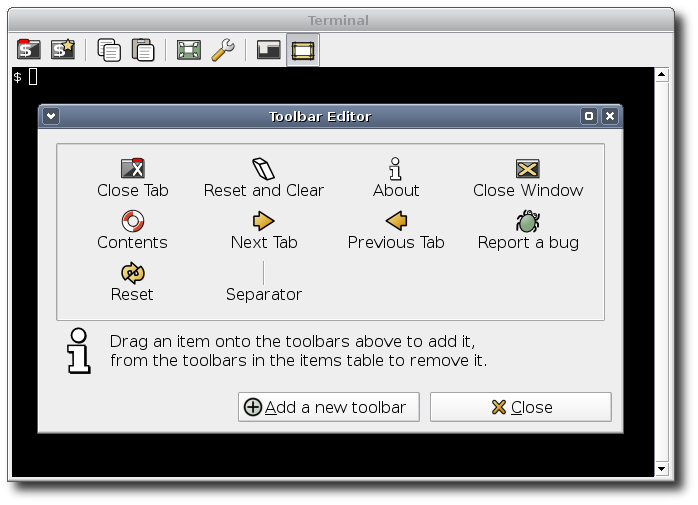 Terminal
$
Toolbar Editor
Close Tab
Reset and Clear
About
Close Window
Contents
Next Tab
Previous Tab
Report a bug
Reset
Separator
Drag an item onto the toolbars above to add it,
from the toolbars in the items table to remove it.
Add a new toolbar
Close